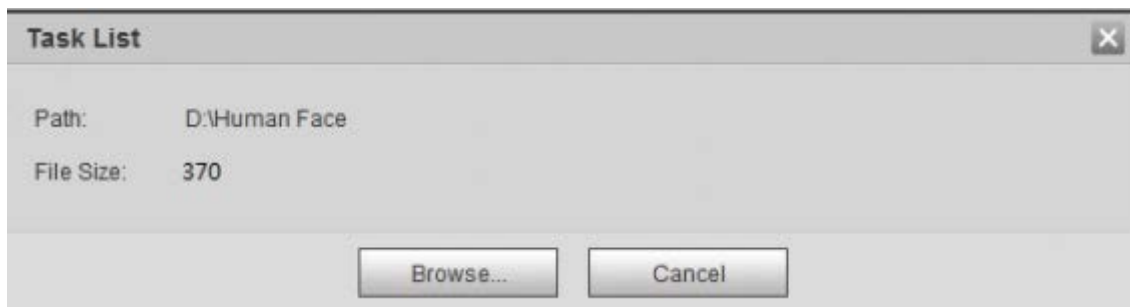 Task List
Path: D:\Human Face
File Size: 370
Browse... Cancel